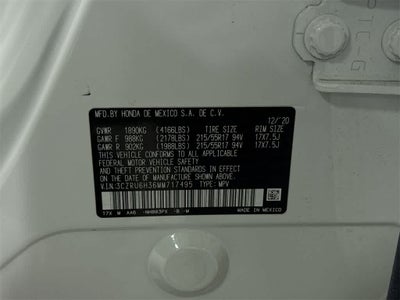 MFD.BY HONDA DE MEXICO S.A. DE C.V.
12/'20
GVWR 1890KG (4166LBS) TIRE SIZE RIM SIZE
GAWR F 988KG (2178LBS) 215/55R17 94V 17X7.5J
GAWR R 902KG (1988LBS) 215/55R17 94V 17X7.5J
THIS VEHICLE CONFORMS TO ALL APPLICABLE
FEDERAL MOTOR VEHICLE SAFETY
AND THEFT PREVENTION STANDARDS IN EFFECT ON
THE DATE OF MANUFACTURE SHOWN ABOVE.
V.I.N:3CZRU6H36MM717495 TYPE: MPV
T7X M AA6 -NH883PX -B -M MADE IN MEXICO